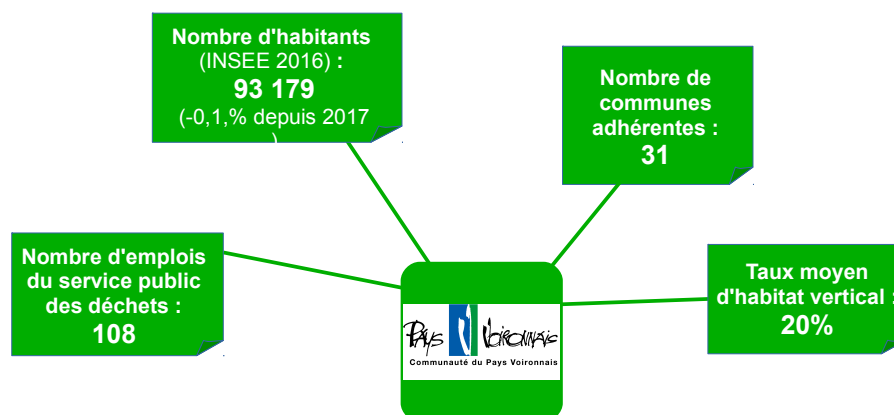 Nombre d'habitants
(INSEE 2016) :
93 179
(-0,1,% depuis 2017
)
Nombre de
communes
adhérentes :
31
Nombre d'emplois
du service public
des déchets :
108
Taux moyen
d'habitat vertical :
20%
Pays Voironnais
Communauté du Pays Voironnais